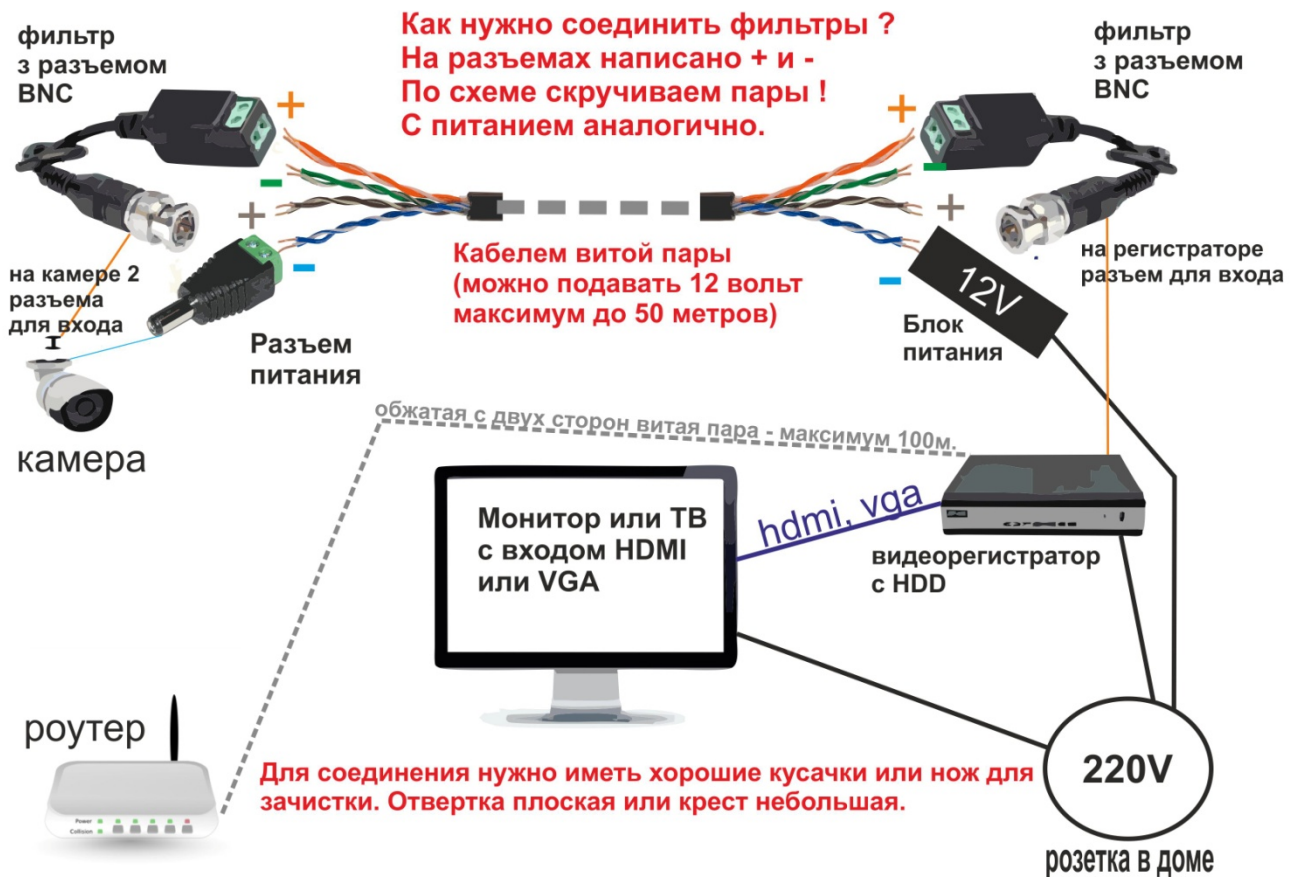 фильтр
з разъемом
BNC
Как нужно соединить фильтры ?
На разъемах написано + и -
По схеме скручиваем пары !
С питанием аналогично.
фильтр
з разъемом
BNC
+
-
+
-
+
-
+
-
на камере 2
разъема
для входа
Разъем
питания
камера
Кабелем витой пары
(можно подавать 12 вольт
максимум до 50 метров)
12V
Блок
питания
на регистраторе
разъем для входа
обжатая с двух сторон витая пара - максимум 100м.
Монитор или ТВ
с входом HDMI
или VGA
hdmi, vga
видеорегистратор
с HDD
роутер
Power
Collision
Для соединения нужно иметь хорошие кусачки или нож для
зачистки. Отвертка плоская или крест небольшая.
220V
розетка в доме